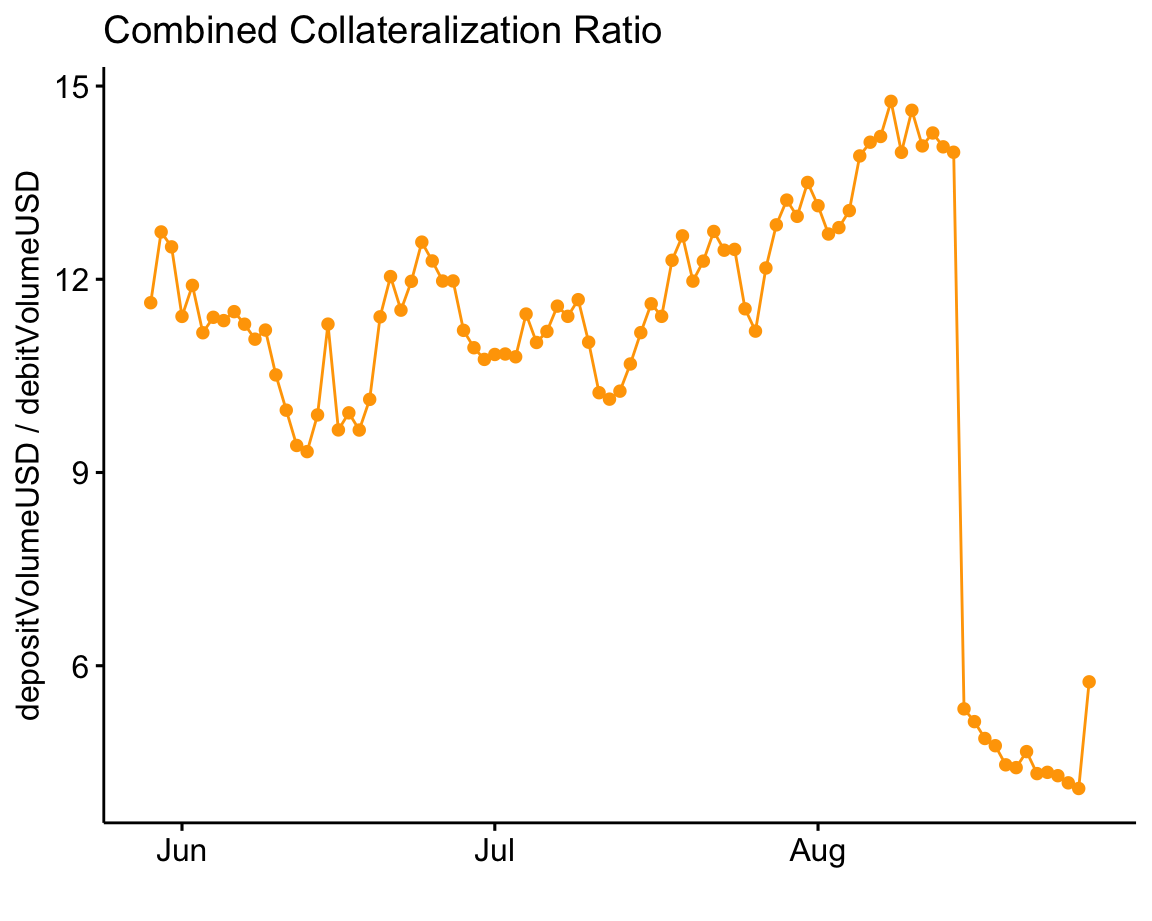 Combined Collateralization Ratio
depositVolumeUSD / debitVolumeUSD
15
12
9
6
Jun Jul Aug